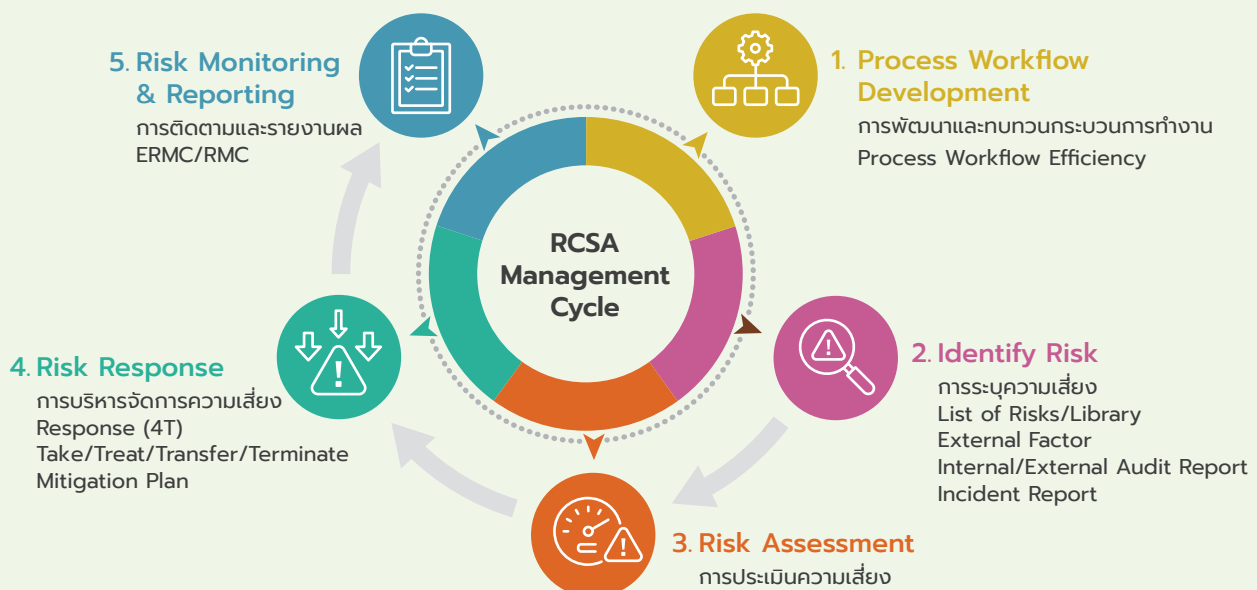 RCSA
Management
Cycle
1. Process Workflow
Development
การพัฒนาและทบทวนกระบวนการทำงาน
Process Workflow Efficiency
2. Identify Risk
การระบุความเสี่ยง
List of Risks/Library
External Factor
Internal/External Audit Report
Incident Report
3. Risk Assessment
การประเมินความเสี่ยง
4. Risk Response
การบริหารจัดการความเสี่ยง
Response (4T)
Take/Treat/Transfer/Terminate
Mitigation Plan
5. Risk Monitoring
& Reporting
การติดตามและรายงานผล
ERMC/RMC